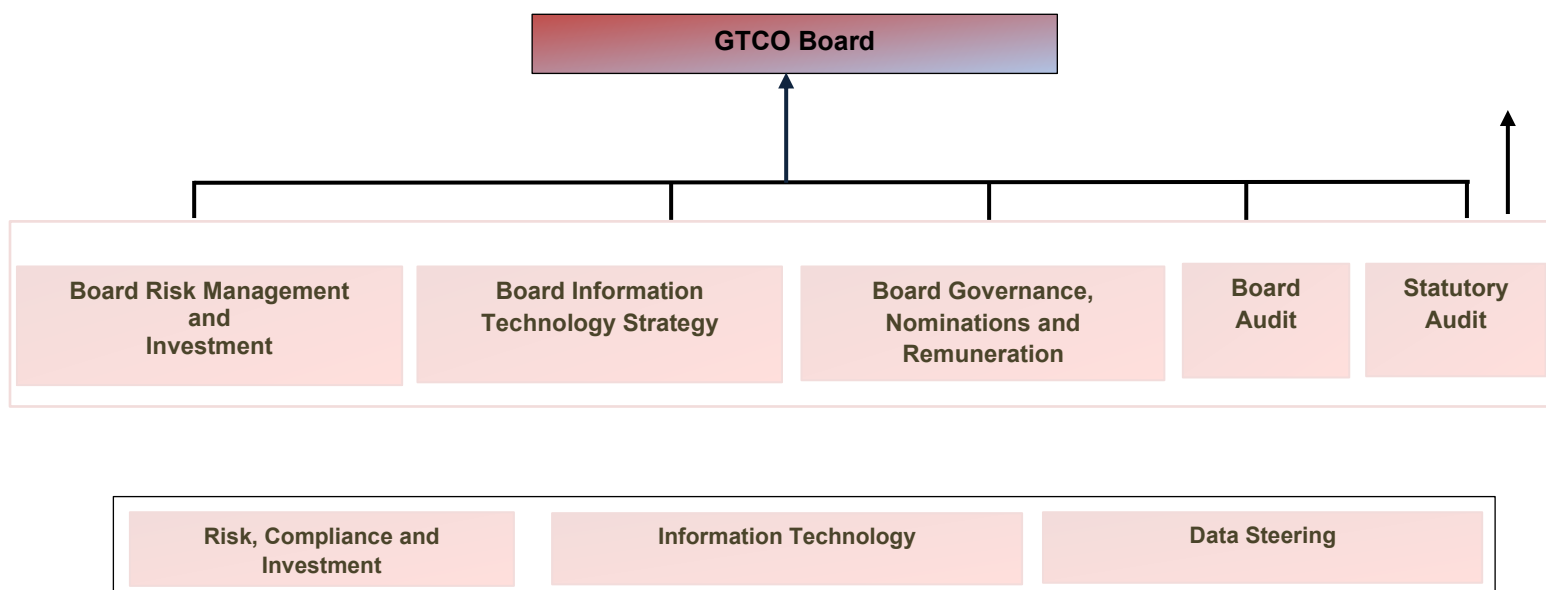 GTCO Board
Board Risk Management
and
Investment
Board Information
Technology Strategy
Board Governance,
Nominations and
Remuneration
Board
Audit
Statutory
Audit
Risk, Compliance and
Investment
Information Technology
Data Steering